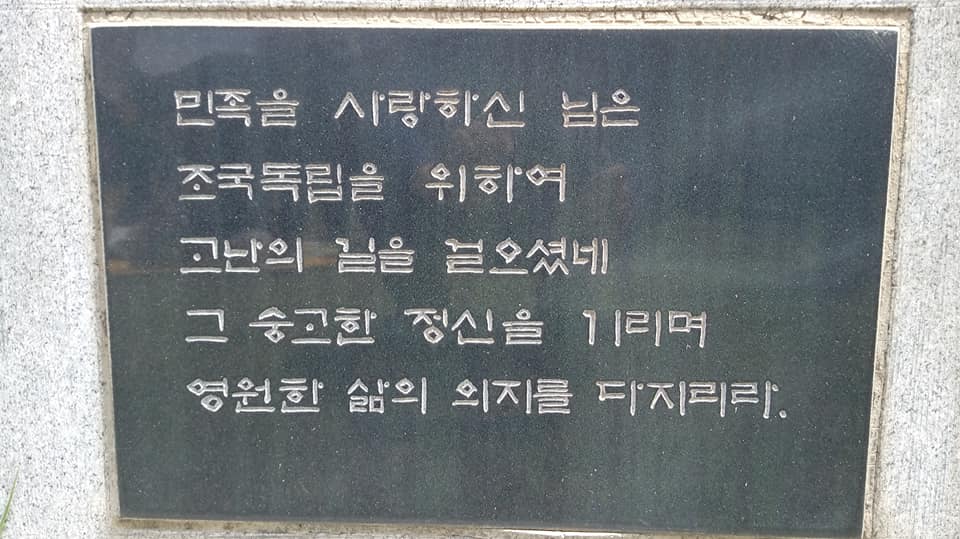 민족을 사랑하신 님은
조국독립을 위하여
고난의 길을 걸으셨네
그 숭고한 정신을 기리며
영원한 삶의 의지를 다지리라.